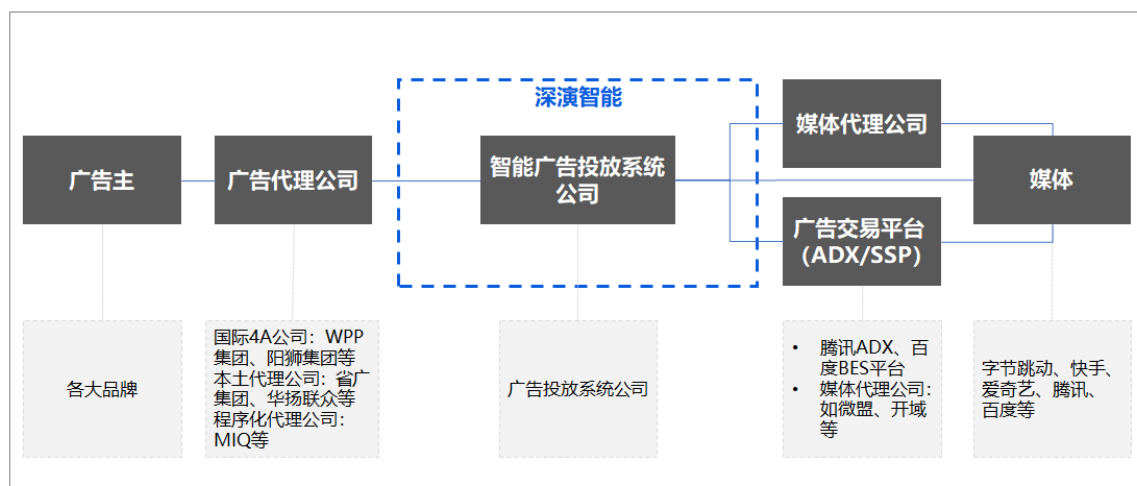 深演智能
广告主
广告代理公司
智能广告投放系统
公司
媒体代理公司
广告交易平台
（ADX/SSP）
媒体
各大品牌
国际4A公司：WPP
集团、阳狮集团等
本土代理公司：省广
集团、华扬联众等
程序化代理公司：
MIQ等
广告投放系统公司
• 腾讯ADX、百
度BES平台
• 媒体代理公司：
如微盟、开域
等
字节跳动、快手、
爱奇艺、腾讯、
百度等